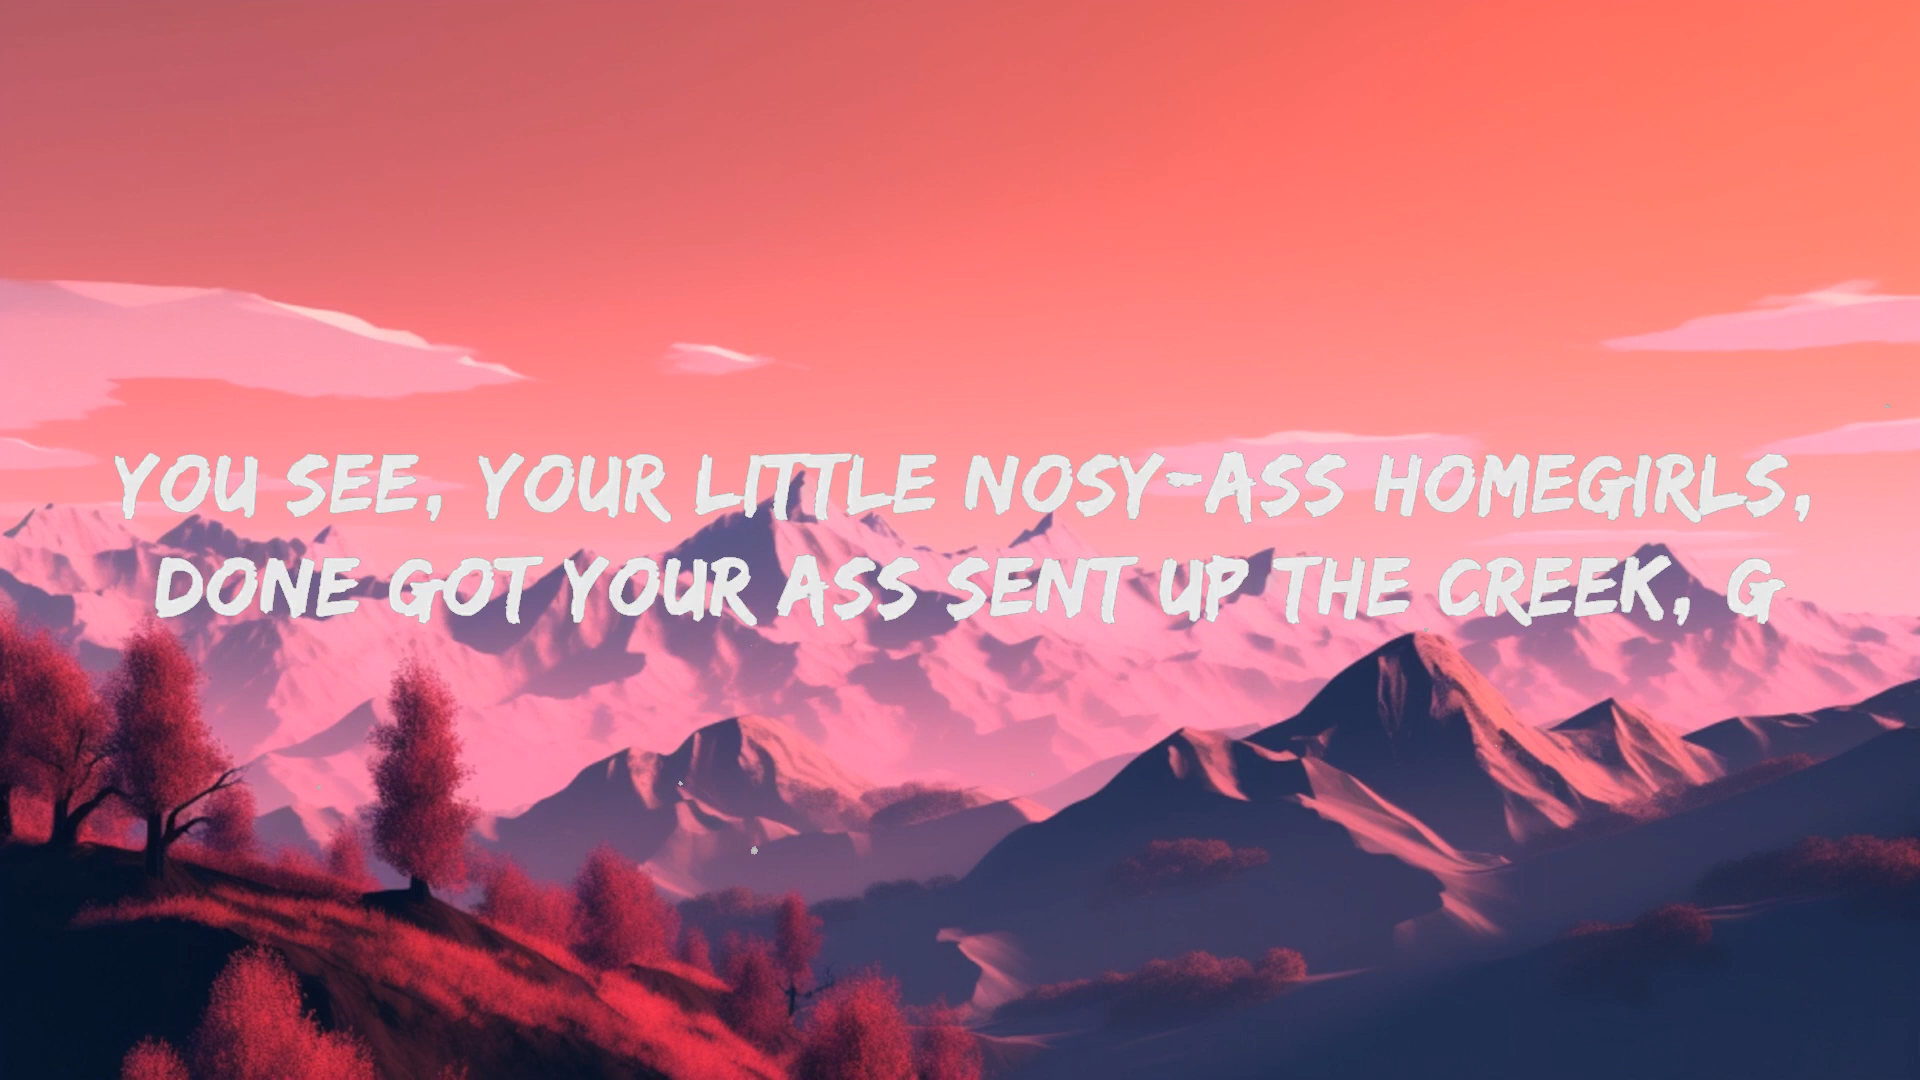 YOU SEE, YOUR LITTLE NOSY-ASS HOMEGIRLS,
DONE GOT YOUR ASS SENT UP THE CREEK, G